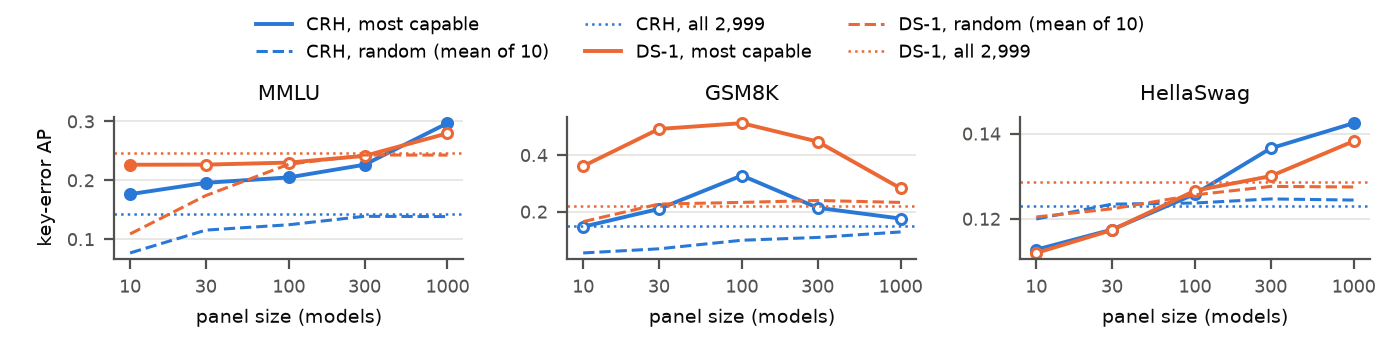 CRH, most capable
CRH, random (mean of 10)
CRH, all 2,999
DS-1, most capable
DS-1, random (mean of 10)
DS-1, all 2,999
MMLU
key-error AP
0.3
0.2
0.1
10 30 100 300 1000
panel size (models)
GSM8K
0.4
0.2
10 30 100 300 1000
panel size (models)
HellaSwag
0.14
0.12
10 30 100 300 1000
panel size (models)